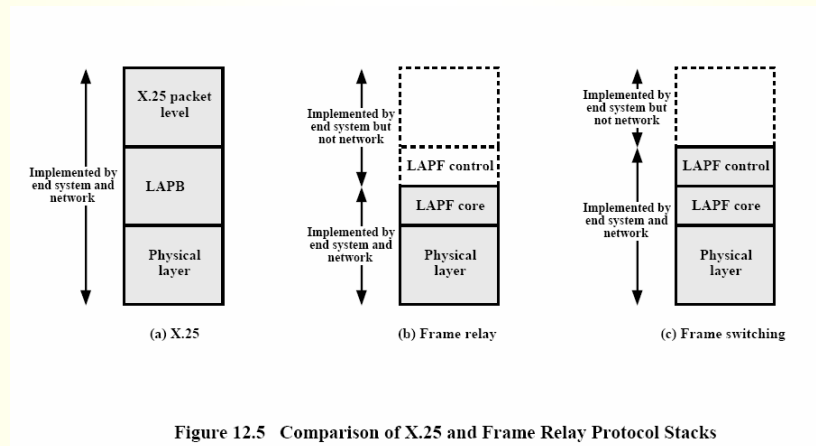 X.25 packet
level
Implemented by
end system and
network
LAPB
Physical
layer
(a) X.25
Implemented by
end system but
not network
LAPF control
Implemented by
end system and
network
LAPF core
Physical
layer
(b) Frame relay
Implemented by
end system but
not network
LAPF control
Implemented by
end system and
network
LAPF core
Physical
layer
(c) Frame switching
Figure 12.5 Comparison of X.25 and Frame Relay Protocol Stacks